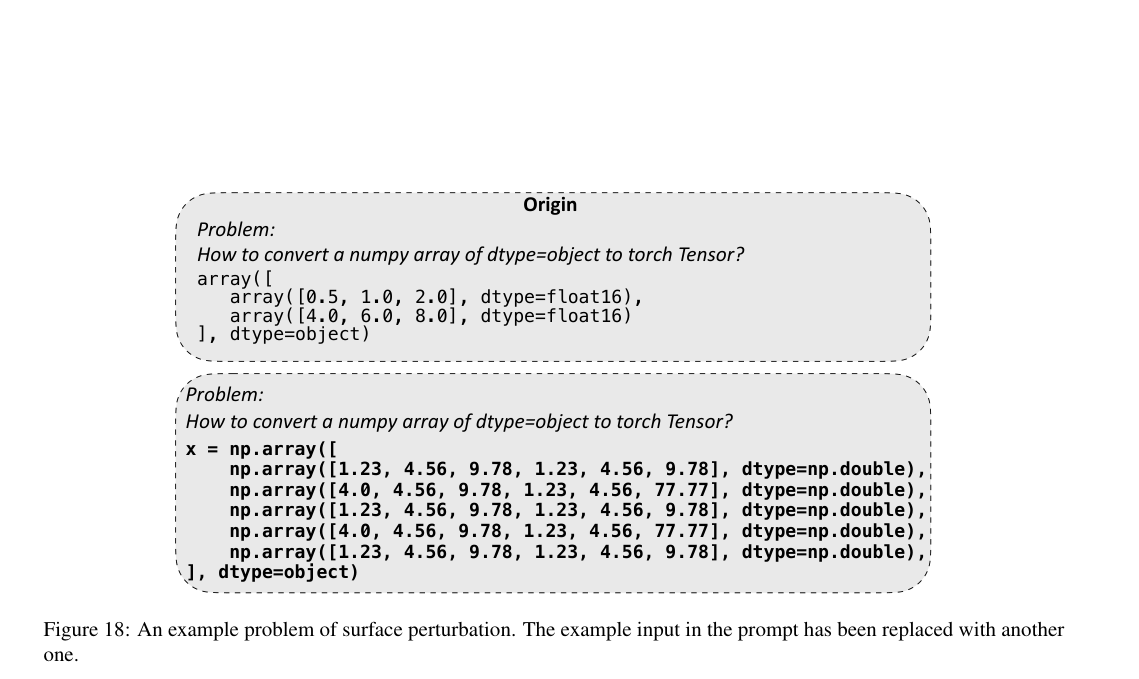 Origin
Problem:
How to convert a numpy array of dtype=object to torch Tensor?
array([
   array([0.5, 1.0, 2.0], dtype=float16),
   array([4.0, 6.0, 8.0], dtype=float16)
], dtype=object)
Problem:
How to convert a numpy array of dtype=object to torch Tensor?
x = np.array([
    np.array([1.23, 4.56, 9.78, 1.23, 4.56, 9.78], dtype=np.double),
    np.array([4.0, 4.56, 9.78, 1.23, 4.56, 77.77], dtype=np.double),
    np.array([1.23, 4.56, 9.78, 1.23, 4.56, 9.78], dtype=np.double),
    np.array([4.0, 4.56, 9.78, 1.23, 4.56, 77.77], dtype=np.double),
    np.array([1.23, 4.56, 9.78, 1.23, 4.56, 9.78], dtype=np.double),
], dtype=object)
Figure 18: An example problem of surface perturbation. The example input in the prompt has been replaced with another
one.